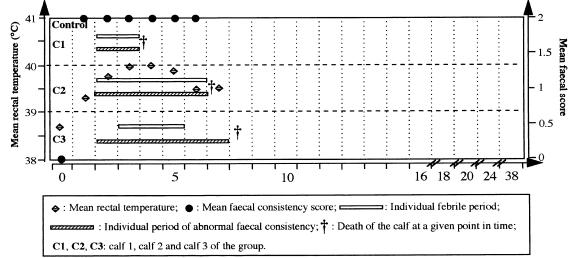 41
40
39
38
Mean rectal temperature (°C)
Control
C1
C2
C3
2
1.5
1
0.5
0
Mean faecal score
0 5 10 16 18 20 24 38
: Mean rectal temperature; : Mean faecal consistency score; : Individual febrile period;
: Individual period of abnormal faecal consistency; † : Death of the calf at a given point in time;
C1, C2, C3: calf 1, calf 2 and calf 3 of the group.